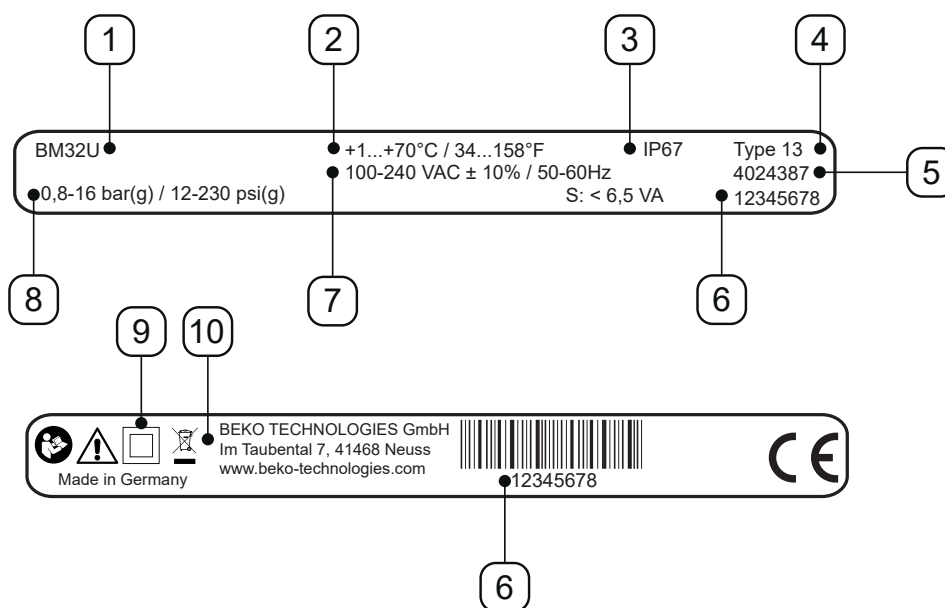 1 2 3 4
BM32U +1...+70°C / 34...158°F IP67 Type 13
100-240 VAC ± 10% / 50-60Hz 4024387
0,8-16 bar(g) / 12-230 psi(g) S: < 6,5 VA 12345678
5
8 7 6
9 10
BEKO TECHNOLOGIES GmbH
Im Taubental 7, 41468 Neuss
www.beko-technologies.com
Made in Germany
12345678
CE
6